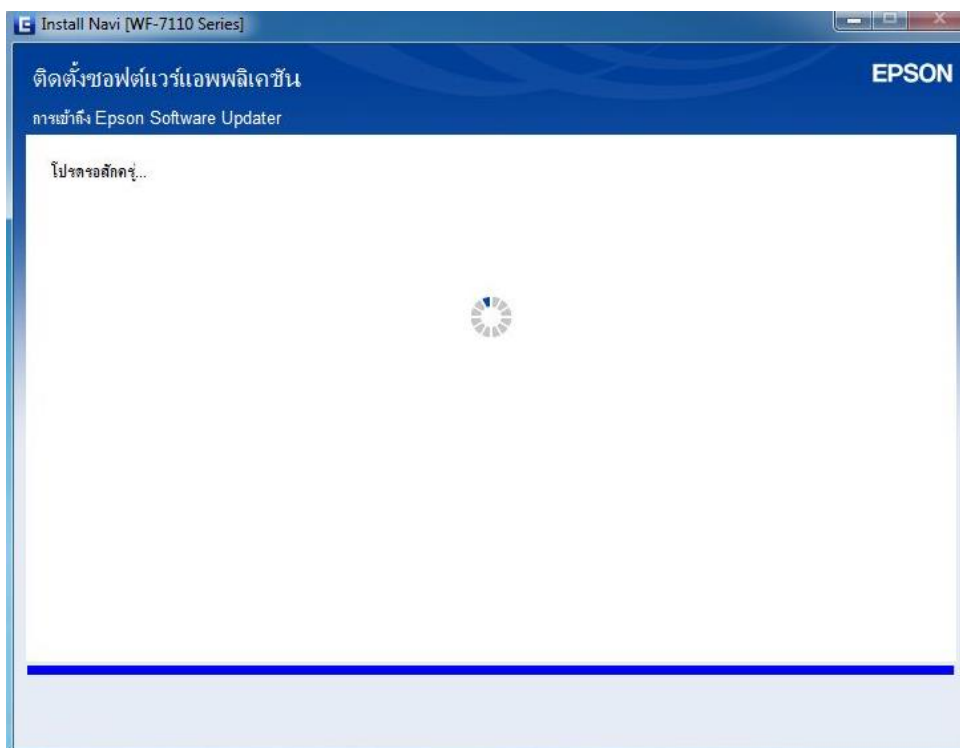 Install Navi [WF-7110 Series]
ติดตั้งซอฟต์แวร์แอพพลิเคชัน
EPSON
การเข้าถึง Epson Software Updater
โปรดรอสักครู่...